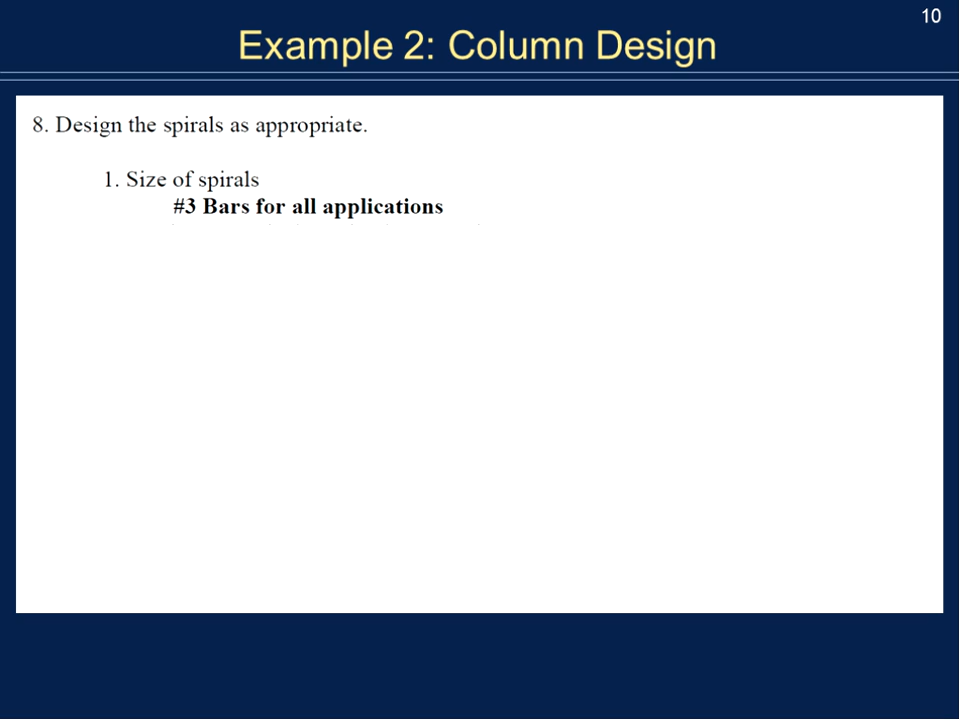 10
Example 2: Column Design
8. Design the spirals as appropriate.
1. Size of spirals
#3 Bars for all applications